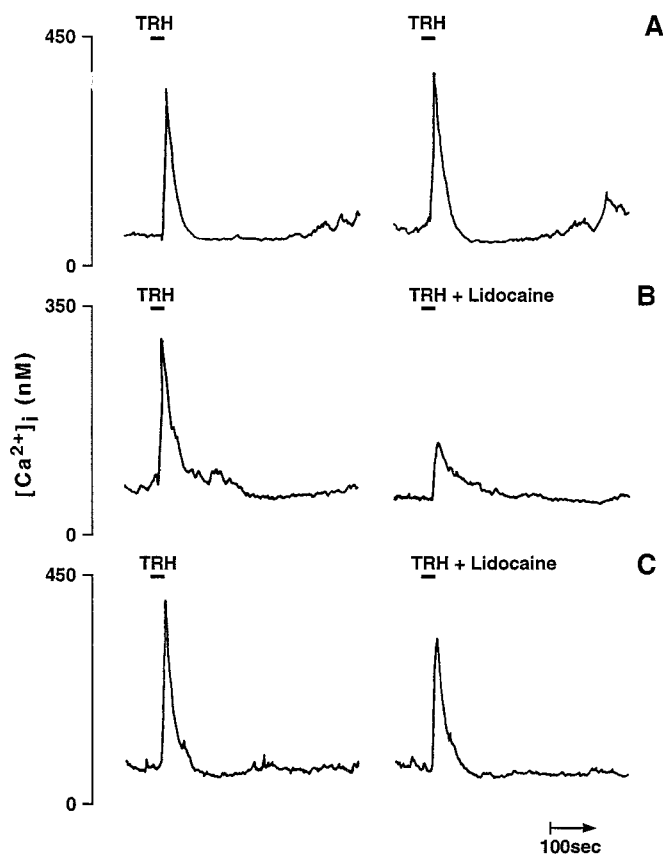 TRH TRH A
450
0
TRH TRH + Lidocaine B
350
0
TRH TRH + Lidocaine C
450
0
[Ca2+]i (nM)
100sec